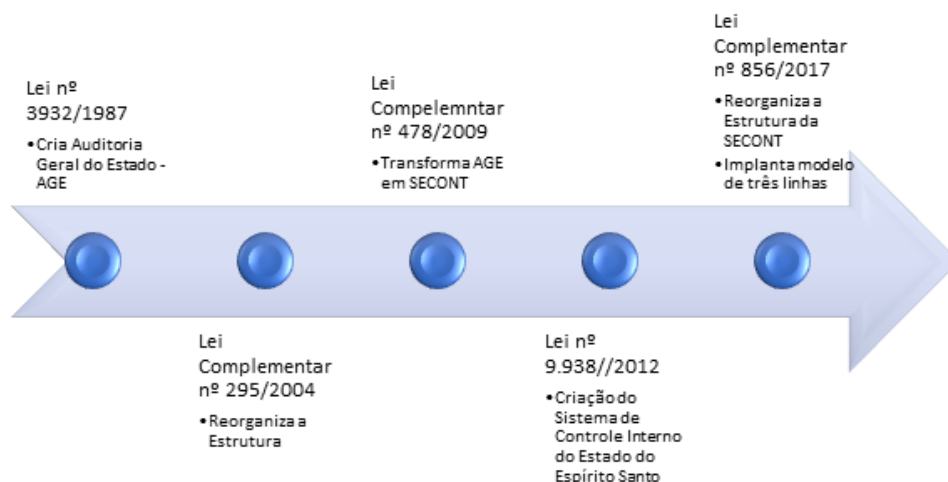 Lei nº
3932/1987
•Cria Auditoria
Geral do Estado -
AGE
Lei
Complementar
nº 295/2004
•Reorganiza a
Estrutura
Lei
Compelemntar
nº 478/2009
•Transforma AGE
em SECONT
Lei nº
9.938//2012
•Criação do
Sistema de
Controle Interno
do Estado do
Espírito Santo
Lei
Complementar
nº 856/2017
•Reorganiza a
Estrutura da
SECONT
•Implanta modelo
de três linhas